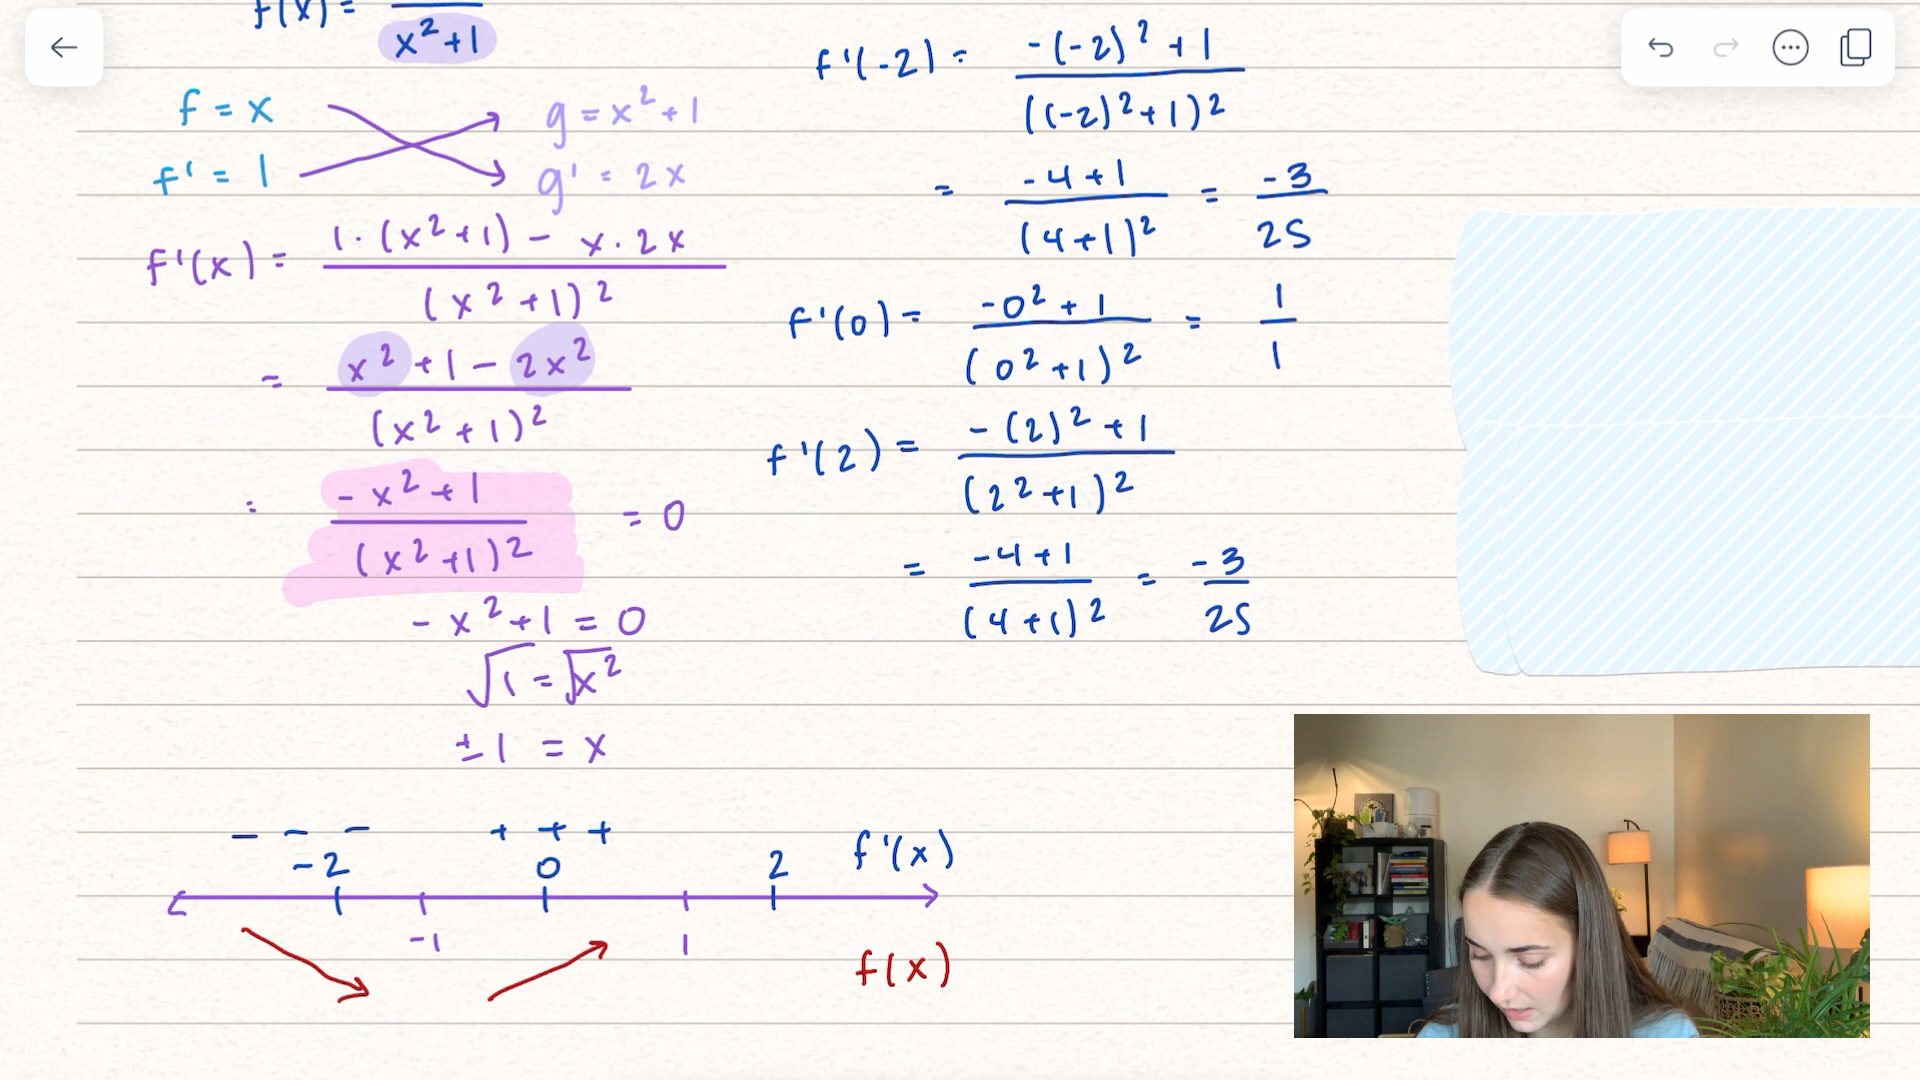 f(x) =
x²+1
f = x
g = x²+1
f' = 1
g' = 2x
f'(x) = 1·(x²+1) - x·2x / (x²+1)²
= x²+1-2x² / (x²+1)²
= -x²+1 / (x²+1)² = 0
-x²+1 = 0
√1 = √x²
±1 = x
f'(-2) = -(-2)²+1 / ((-2)²+1)²
= -4+1 / (4+1)² = -3 / 25
f'(0) = -0²+1 / (0²+1)² = 1 / 1
f'(2) = -(2)²+1 / (2²+1)²
= -4+1 / (4+1)² = -3 / 25
- - - + + +
-2 0 2 f'(x)
-1 1
f(x)